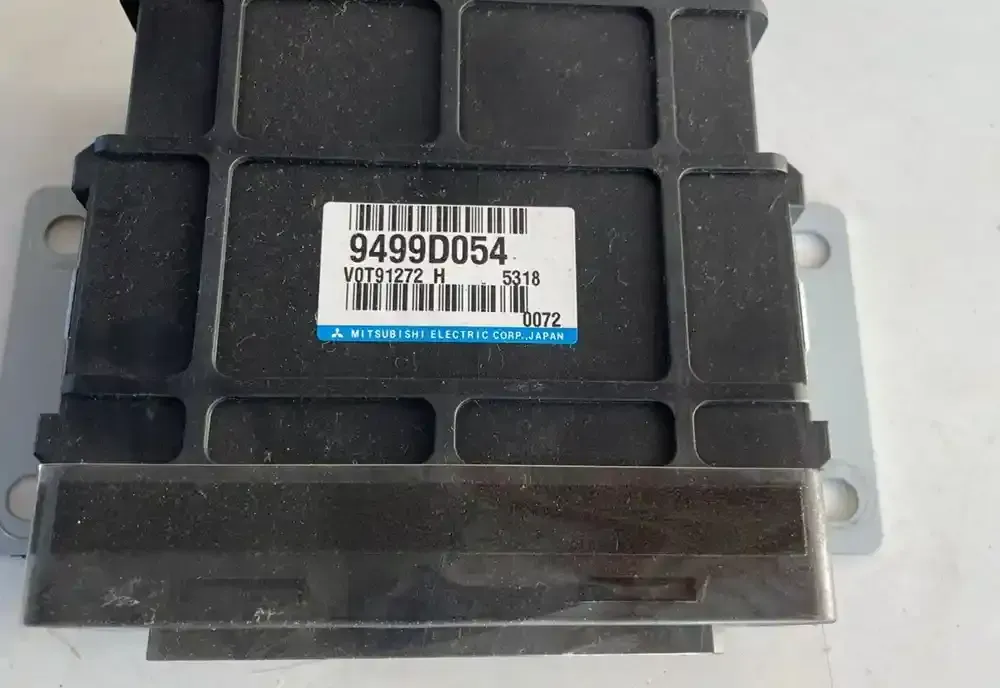 9499D054
V0T91272 H 5318
0072
MITSUBISHI ELECTRIC CORP.,JAPAN